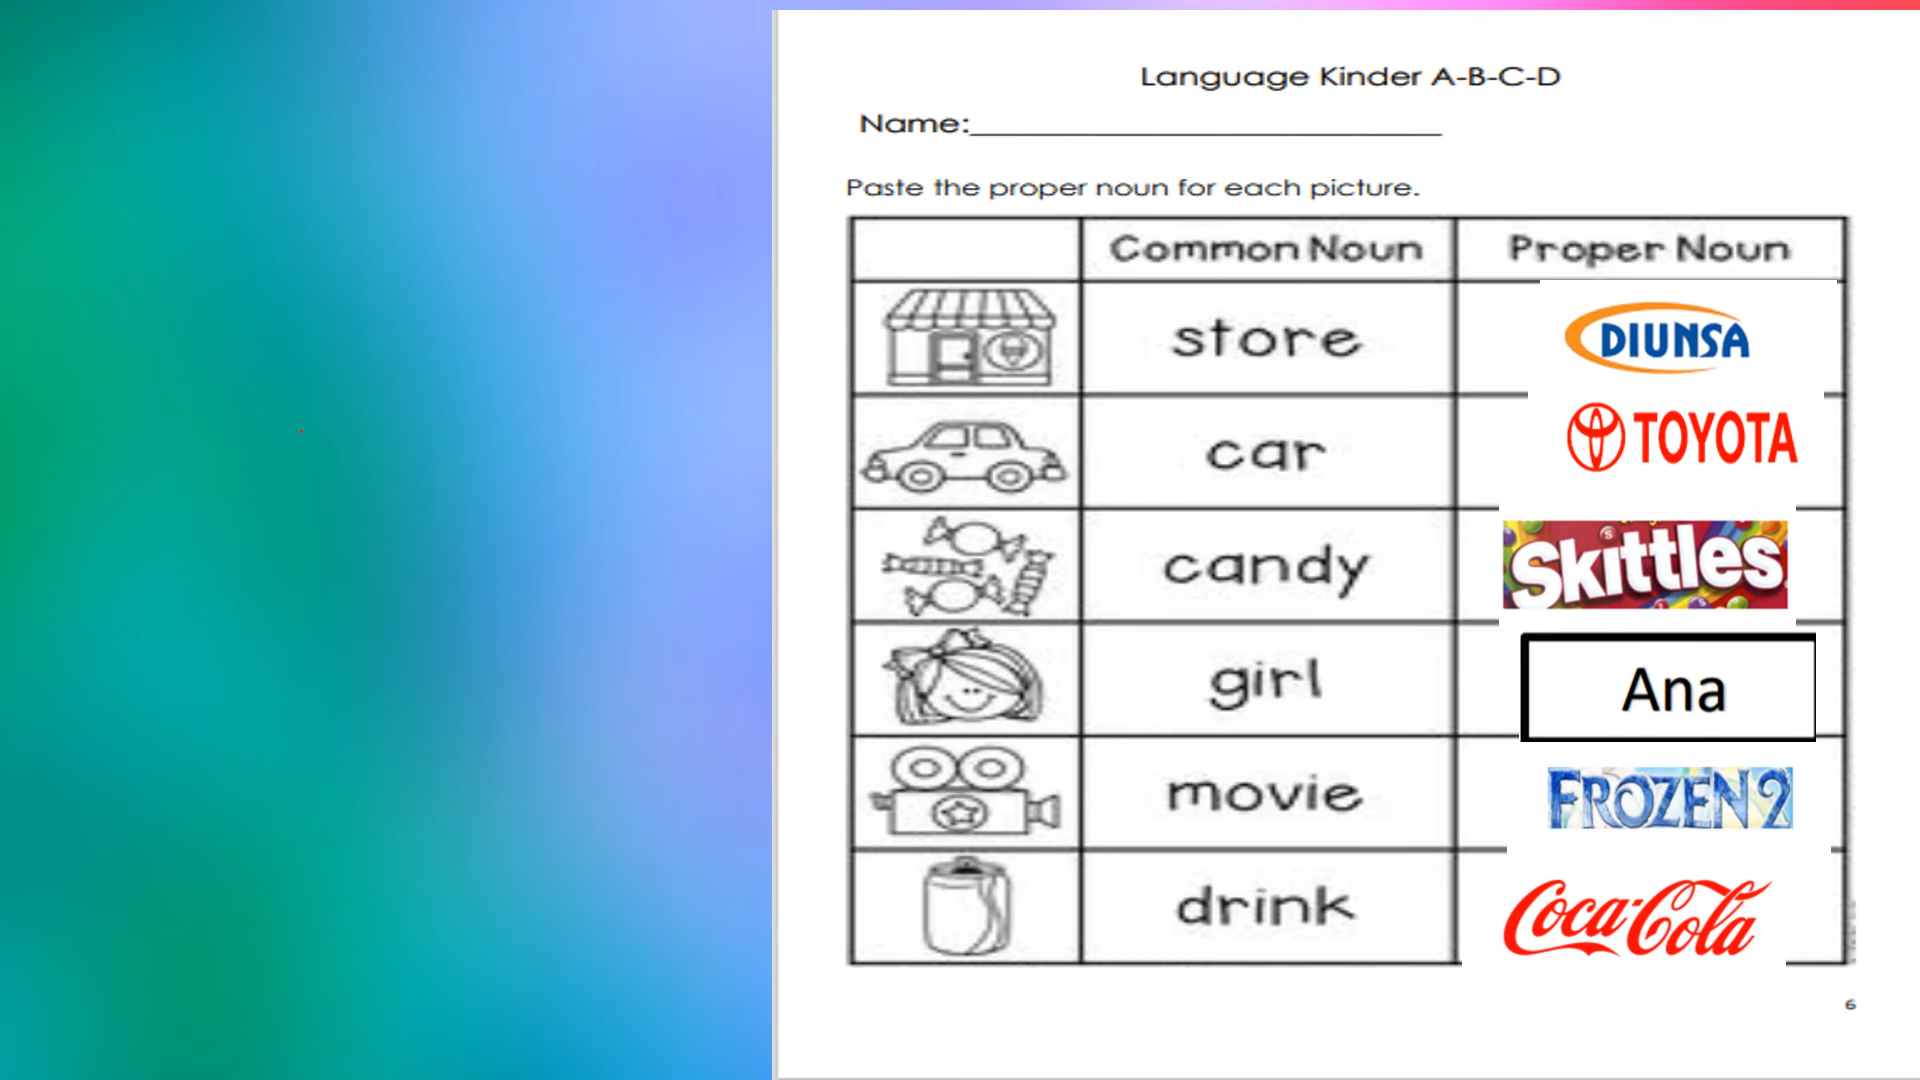 Language Kinder A-B-C-D
Name:
Paste the proper noun for each picture.
Common Noun Proper Noun
store DIUNSA
car TOYOTA
candy Skittles
girl Ana
movie FROZEN 2
drink Coca-Cola
6